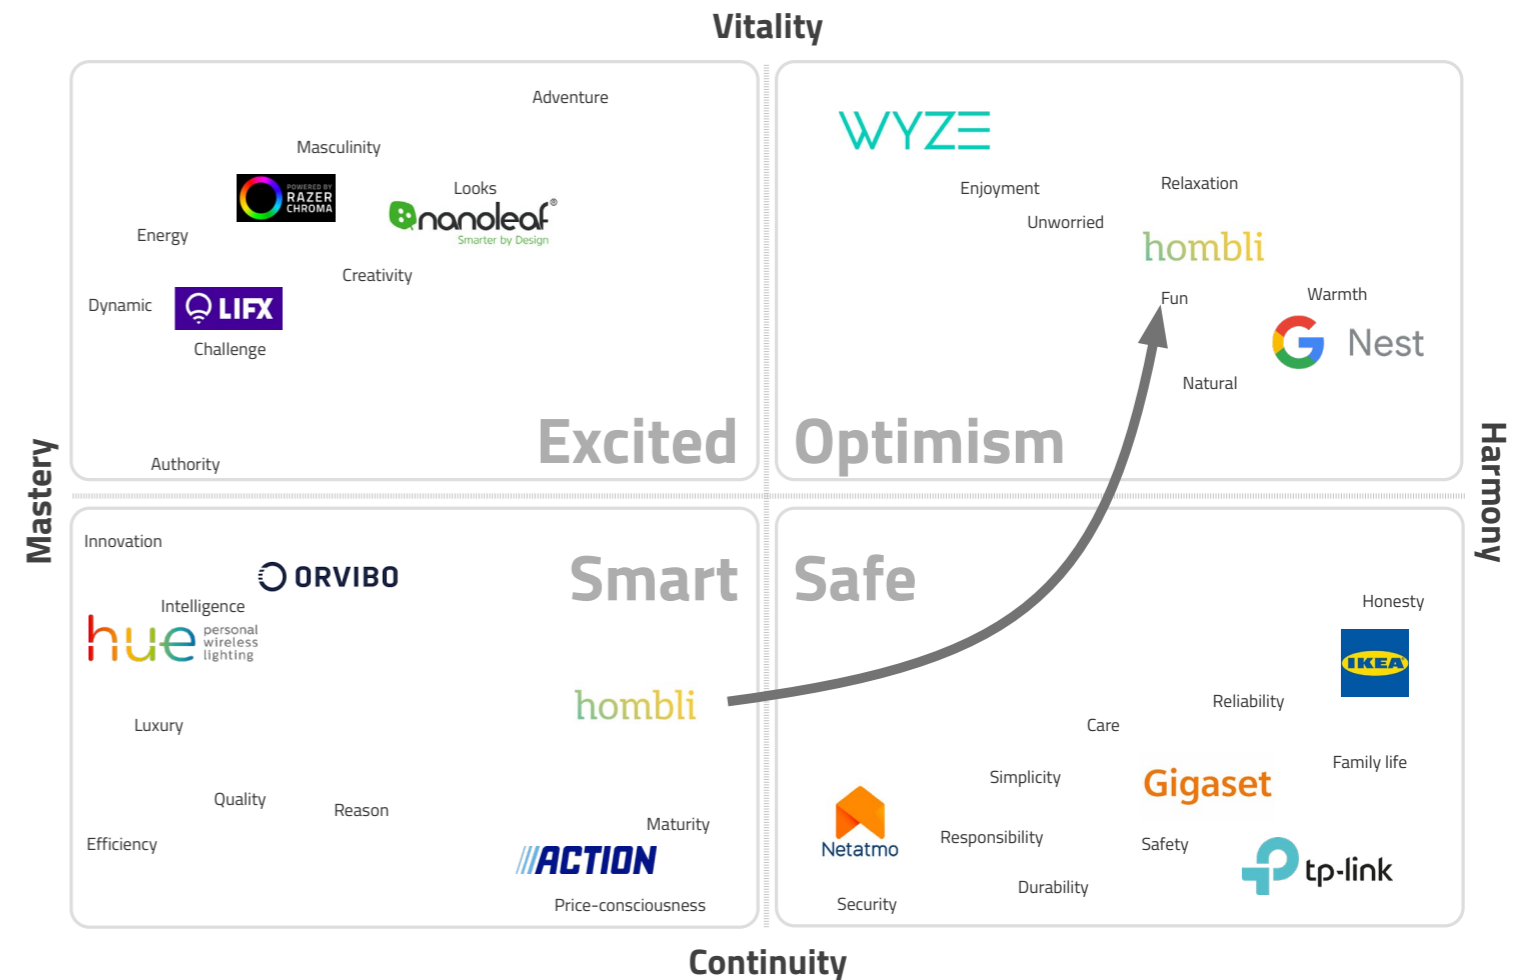 Vitality
Adventure
Masculinity
POWERED BY
RAZER
CHROMA
Looks
nanoleaf®
Smarter by Design
Energy
Creativity
Dynamic
LIFX
Challenge
Authority
Excited
WYZE
Enjoyment
Relaxation
Unworried
hombli
Fun
Warmth
G Nest
Natural
Optimism
Mastery
Harmony
Innovation
ORVIBO
Smart
Intelligence
hue personal
wireless
lighting
hombli
Luxury
Quality
Reason
Efficiency
Maturity
ACTION
Price-consciousness
Safe
Honesty
IKEA
Reliability
Care
Family life
Simplicity
Gigaset
Netatmo
Responsibility
Safety
tp-link
Durability
Security
Continuity